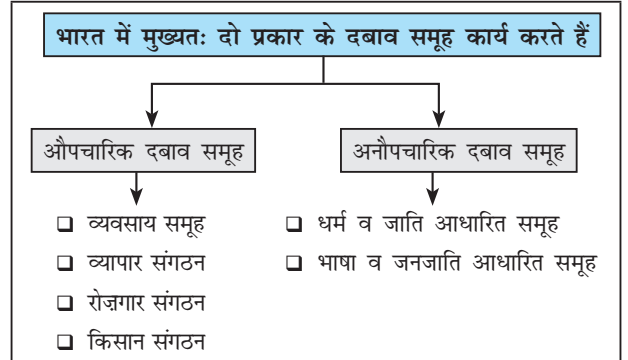 भारत में मुख्यतः दो प्रकार के दबाव समूह कार्य करते हैं
औपचारिक दबाव समूह
❑ व्यवसाय समूह
❑ व्यापार संगठन
❑ रोज़गार संगठन
❑ किसान संगठन
अनौपचारिक दबाव समूह
❑ धर्म व जाति आधारित समूह
❑ भाषा व जनजाति आधारित समूह